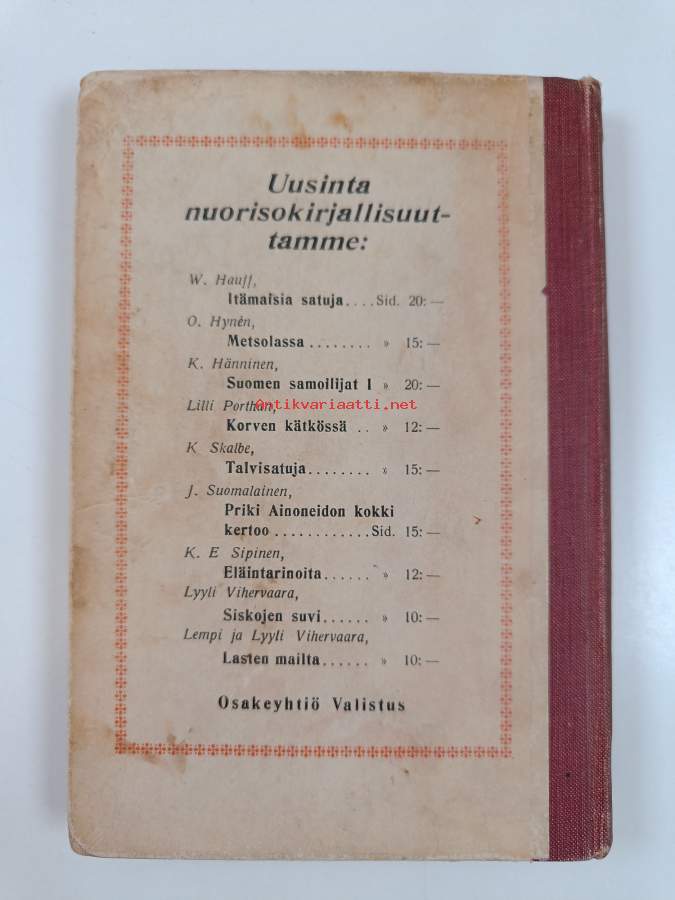 Uusinta
nuorisokirjallisuut-
tamme:
W. Hauff,
Itämaisia satuja....Sid. 20: —
O. Hynén,
Metsolassa ........ » 15: —
K. Hänninen,
Suomen samoilijat I » 20: —
Lilli Porthan,
Antikvariaatti.net
Korven kätkössä .. » 12: —
K Skalbe,
Talvisatuja........ » 15: —
J. Suomalainen,
Priki Ainoneidon kokki
kertoo ............Sid. 15: —
K. E Sipinen,
Eläintarinoita...... » 12: —
Lyyli Vihervaara,
Siskojen suvi...... » 10: —
Lempi ja Lyyli Vihervaara,
Lasten mailta...... » 10: —
Osakeyhtiö Valistus